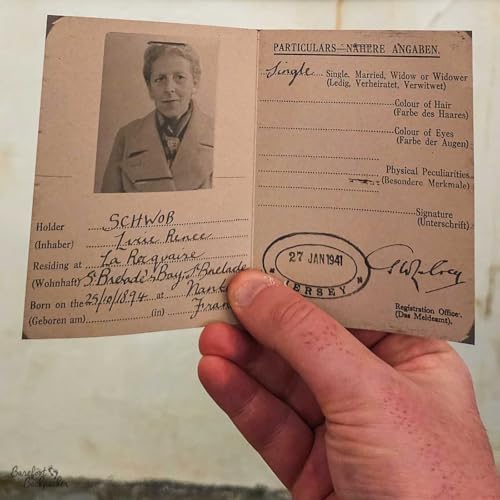 Holder SCHWOB
(Inhaber) Lucie Renee
Residing at La Rocquaise
(Wohnhaft) St Brelade's Bay, St Brelade
Born on the 25/10/1894 at Nantes
(Geboren am) (in) France
PARTICULARS—NÄHERE ANGABEN.
Single Single, Married, Widow or Widower
(Ledig, Verheiratet, Verwitwet)
Colour of Hair
(Farbe des Haares)
Colour of Eyes
(Farbe der Augen)
Physical Peculiarities
(Besondere Merkmale)
Signature
(Unterschrift)
27 JAN 1941
JERSEY
Registration Officer
(Das Meldeamt)
Barefoot
Backpacker